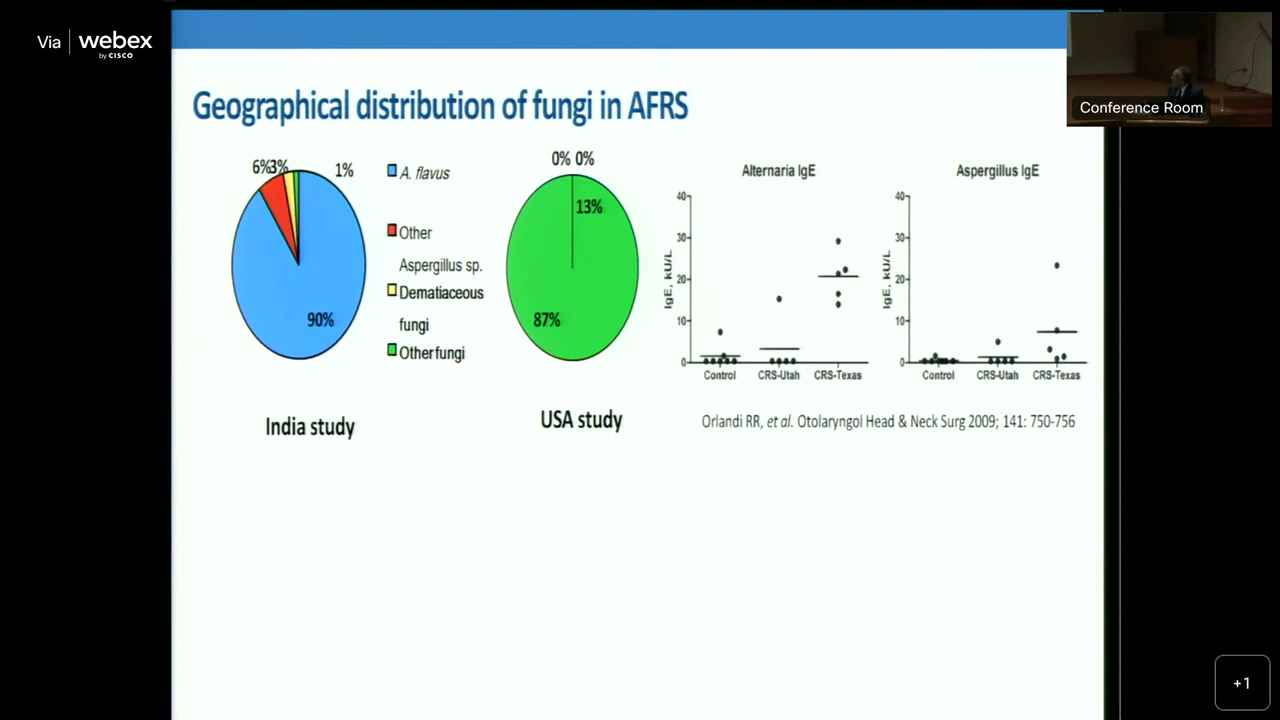 Via webex
by CISCO
Conference Room
Geographical distribution of fungi in AFRS
6%3%
1%
90%
A. flavus
Other
Aspergillus sp.
Dematiaceous
fungi
Other fungi
India study
0% 0%
13%
87%
USA study
Alternaria IgE
IgE, kU/L
40
30
20
10
0
Control CRS-Utah CRS-Texas
Aspergillus IgE
IgE, kU/L
40
30
20
10
0
Control CRS-Utah CRS-Texas
Orlandi RR, et al. Otolaryngol Head & Neck Surg 2009; 141: 750-756
+1